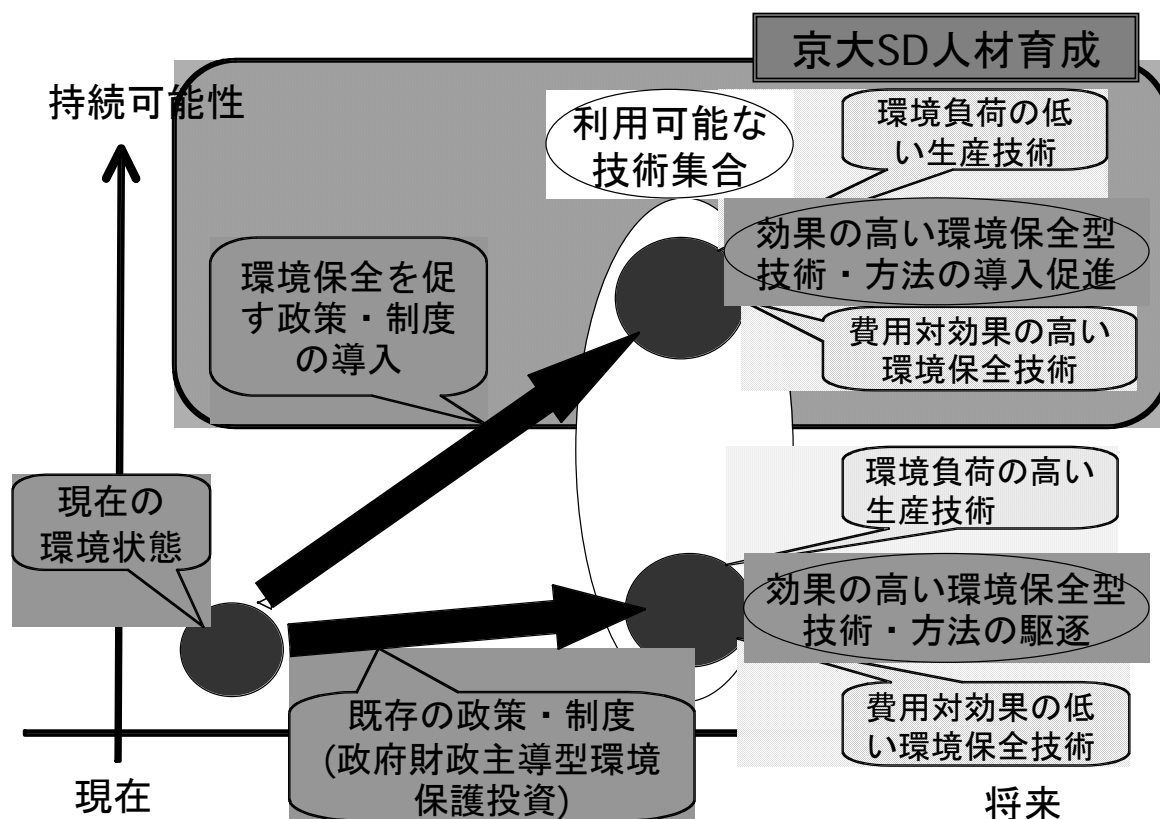 京大SD人材育成
持続可能性
利用可能な
技術集合
環境負荷の低
い生産技術
効果の高い環境保全型
技術・方法の導入促進
費用対効果の高い
環境保全技術
環境保全を促
す政策・制度
の導入
現在の
環境状態
環境負荷の高い
生産技術
効果の高い環境保全型
技術・方法の駆逐
費用対効果の低
い環境保全技術
既存の政策・制度
(政府財政主導型環境
保護投資)
現在
将来